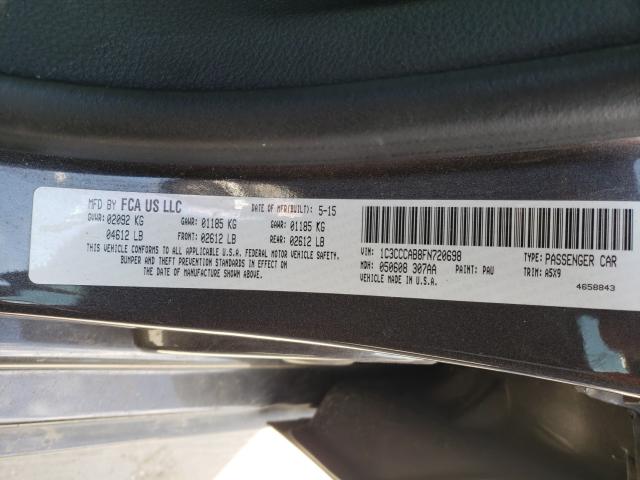 MFD BY FCA US LLC DATE OF MFR(BUILT): 5-15
GVWR: 02092 KG GAWR: 01185 KG GAWR: 01185 KG
04612 LB FRONT: 02612 LB REAR: 02612 LB
THIS VEHICLE CONFORMS TO ALL APPLICABLE U.S.A. FEDERAL MOTOR VEHICLE SAFETY,
BUMPER AND THEFT PREVENTION STANDARDS IN EFFECT ON
THE DATE OF MANUFACTURE SHOWN ABOVE.
VIN: 1C3CCCAB8FN720698 TYPE: PASSENGER CAR
MDH: 050608 307AA PAINT: PAU TRIM: A5X9
VEHICLE MADE IN U.S.A.
4658843